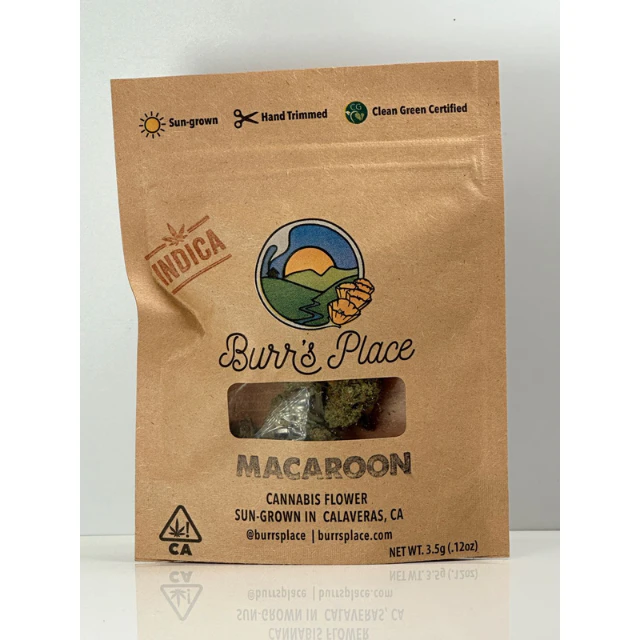 Sun-grown
Hand Trimmed
CG
Clean Green Certified
INDICA
Burr's Place
MACAROON
CANNABIS FLOWER
SUN-GROWN IN CALAVERAS, CA
@burrsplace | burrsplace.com
CA
NET WT. 3.5g (.12oz)